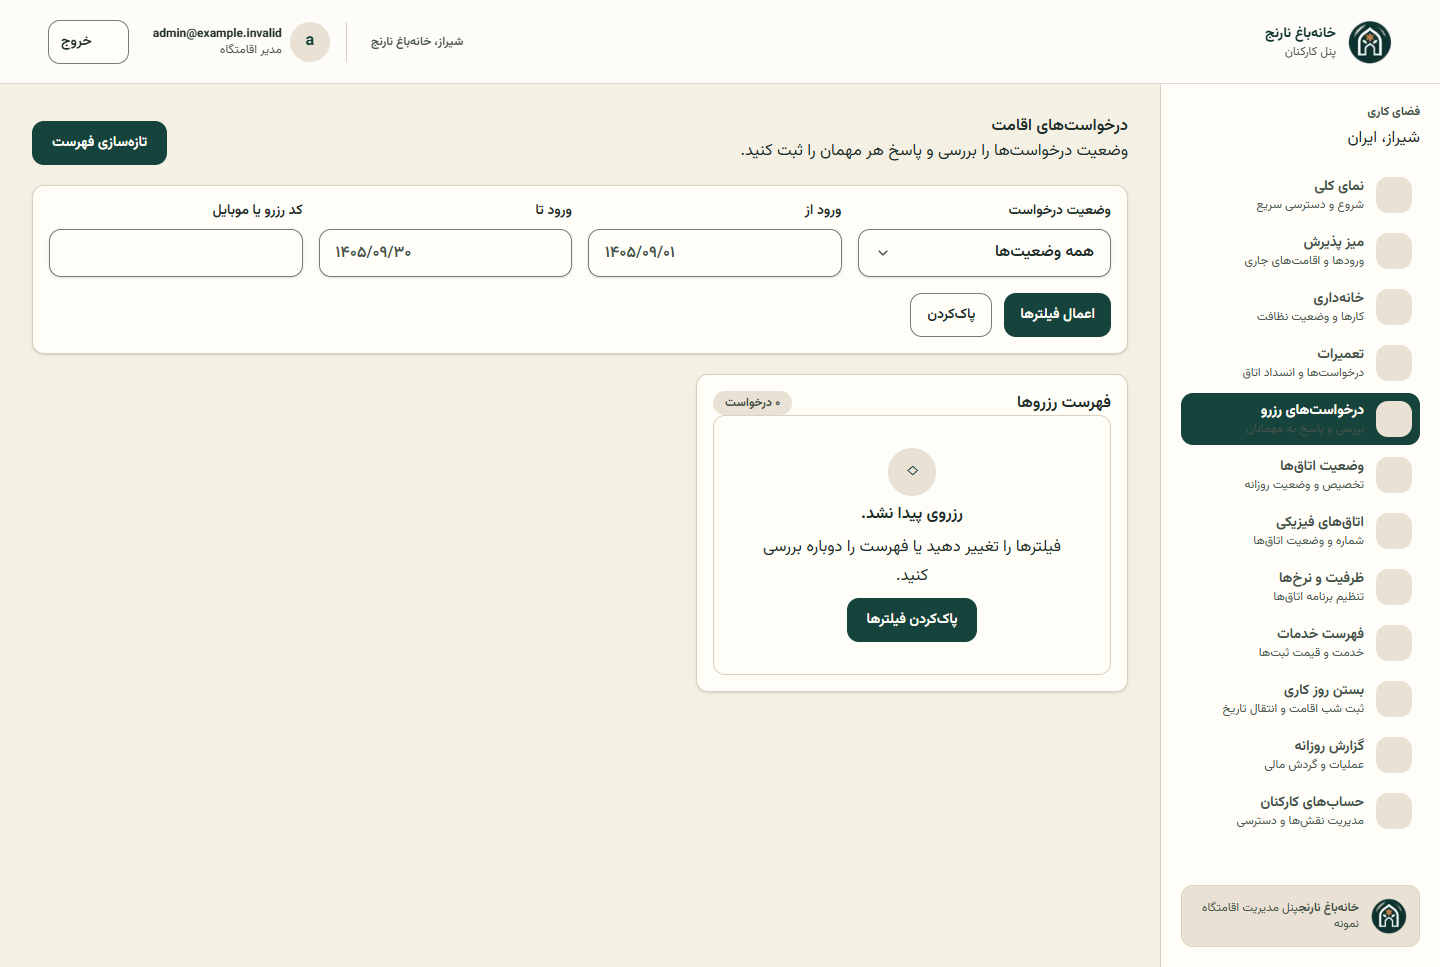 خانه‌باغ نارنج
پنل کارکنان
شیراز، خانه‌باغ نارنج
a
admin@example.invalid
مدیر اقامتگاه
خروج
فضای کاری
شیراز، ایران
نمای کلی
شروع و دسترسی سریع
میز پذیرش
ورودها و اقامت‌های جاری
خانه‌داری
کارها و وضعیت نظافت
تعمیرات
درخواست‌ها و انسداد اتاق
درخواست‌های رزرو
بررسی و پاسخ به مهمانان
وضعیت اتاق‌ها
تخصیص و وضعیت روزانه
اتاق‌های فیزیکی
شماره و وضعیت اتاق‌ها
ظرفیت و نرخ‌ها
تنظیم برنامه اتاق‌ها
فهرست خدمات
خدمت و قیمت ثبت‌ها
بستن روز کاری
ثبت شب اقامت و انتقال تاریخ
گزارش روزانه
عملیات و گردش مالی
حساب‌های کارکنان
مدیریت نقش‌ها و دسترسی
خانه‌باغ نارنجپنل مدیریت اقامتگاه
نمونه
درخواست‌های اقامت
وضعیت درخواست‌ها را بررسی و پاسخ هر مهمان را ثبت کنید.
تازه‌سازی فهرست
وضعیت درخواست
ورود از
ورود تا
کد رزرو یا موبایل
همه وضعیت‌ها
۱۴۰۵/۰۹/۰۱
۱۴۰۵/۰۹/۳۰
اعمال فیلترها
پاک‌کردن
فهرست رزروها
۰ درخواست
رزروی پیدا نشد.
فیلترها را تغییر دهید یا فهرست را دوباره بررسی
کنید.
پاک‌کردن فیلترها